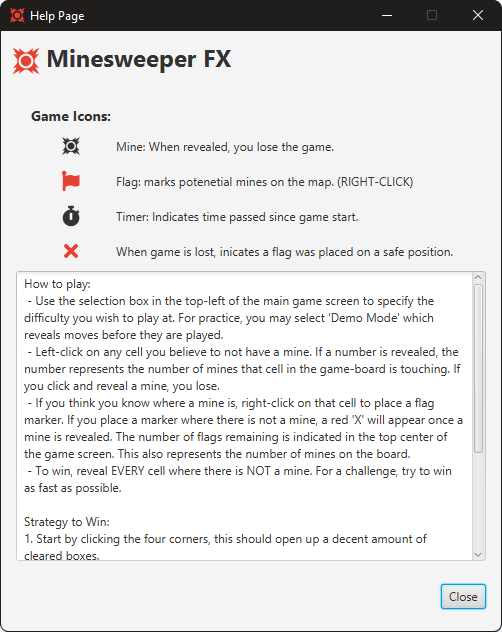 Help Page
Minesweeper FX
Game Icons:
Mine: When revealed, you lose the game.
Flag: marks potenetial mines on the map. (RIGHT-CLICK)
Timer: Indicates time passed since game start.
When game is lost, inicates a flag was placed on a safe position.
How to play:
- Use the selection box in the top-left of the main game screen to specify the
difficulty you wish to play at. For practice, you may select 'Demo Mode' which
reveals moves before they are played.
- Left-click on any cell you believe to not have a mine. If a number is revealed, the
number represents the number of mines that cell in the game-board is touching. If
you click and reveal a mine, you lose.
- If you think you know where a mine is, right-click on that cell to place a flag
marker. If you place a marker where there is not a mine, a red 'X' will appear once a
mine is revealed. The number of flags remaining is indicated in the top center of
the game screen. This also represents the number of mines on the board.
- To win, reveal EVERY cell where there is NOT a mine. For a challenge, try to win
as fast as possible.
Strategy to Win:
1. Start by clicking the four corners, this should open up a decent amount of
cleared boxes.
Close